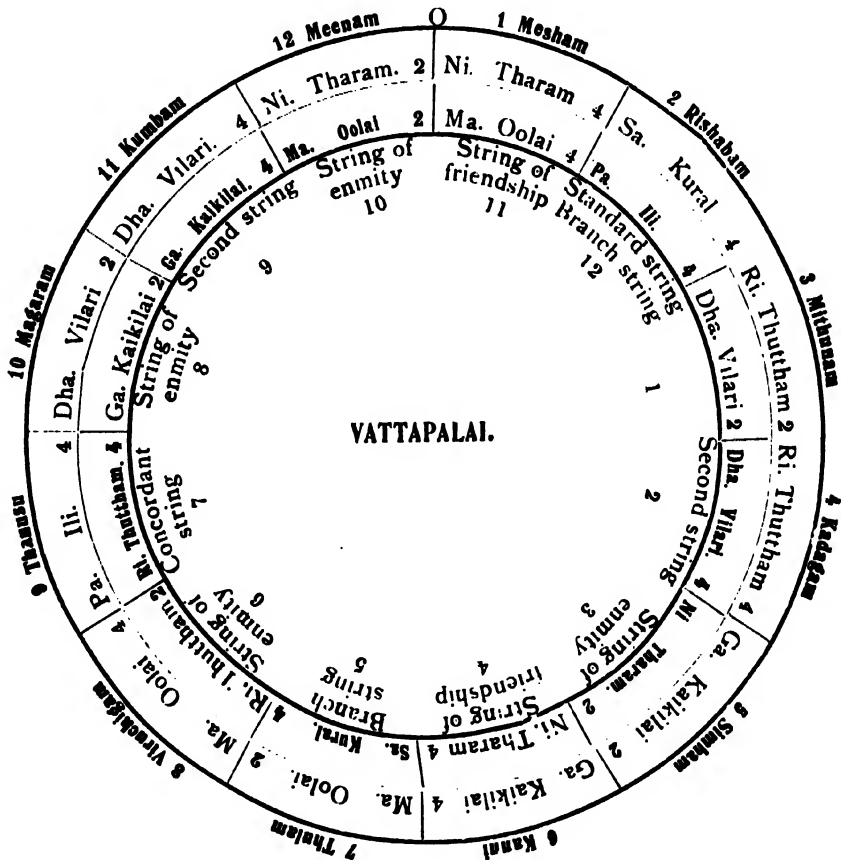 O
1 Mesham
2 Rishabam
3 Mithunam
4 Kadagam
5 Simham
6 Kanni
7 Thulam
8 Viruchigam
9 Thanusu
10 Magaram
11 Kumbam
12 Meenam
Ni. Tharam 4
Sa. Kural 4
Ri. Thuttham 2
Ri. Thuttham 4
Ga. Kaikilai 2
Ga. Kaikilai 4
Ma. Oolai. 2
Ma. Oolai 4
Pa. Ili. 4
Dha. Vilari 2
Dha. Vilari. 4
Ni. Tharam. 2
Ma. Oolai 4
Pa. Ili. 4
Dha. Vilari 2
Dha. Vilari. 4
Ni Tharam. 2
Ni. Tharam 4
Sa. Kural. 4
Ri. Thuttham 2
Ri. Thuttham. 4
Ga. Kaikilai 2
Ga. Kaikilai. 4
Ma. Oolai 2
String of
friendship
11
Standard string
Branch string
12
1
Second string
2
String of
enmity
3
String of
friendship
4
Branch
string
5
String of
enmity
6
Concordant
string
7
String of
enmity
8
Second string
9
String of
enmity
10
VATTAPALAI.